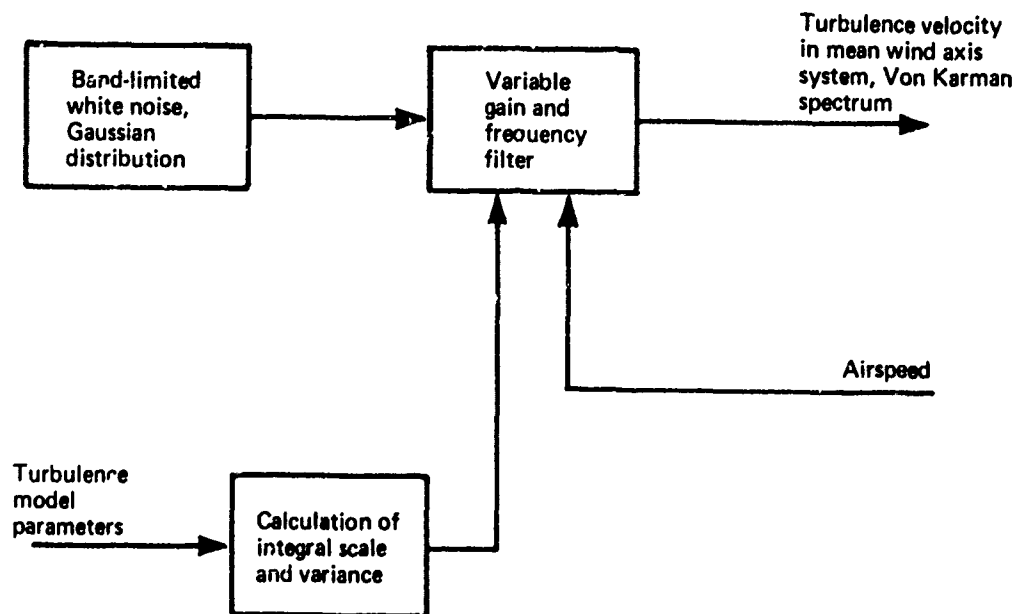 Turbulence velocity
in mean wind axis
system, Von Karman
spectrum
Band-limited
white noise,
Gaussian
distribution
Variable
gain and
frequency
filter
Airspeed
Turbulence
model
parameters
Calculation of
integral scale
and variance